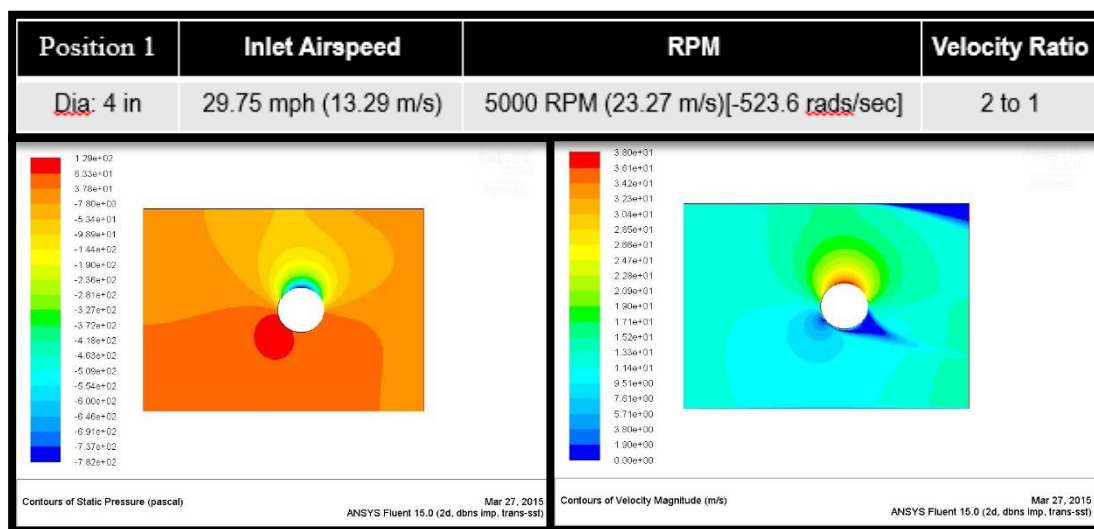 Position 1 Inlet Airspeed RPM Velocity Ratio
Dia: 4 in 29.75 mph (13.29 m/s) 5000 RPM (23.27 m/s)[-523.6 rads/sec] 2 to 1
1.29e+02
8.33e+01
3.78e+01
-7.80e+00
-5.34e+01
-9.89e+01
-1.44e+02
-1.90e+02
-2.36e+02
-2.81e+02
-3.27e+02
-3.72e+02
-4.18e+02
-4.63e+02
-5.09e+02
-5.54e+02
-6.00e+02
-6.46e+02
-6.91e+02
-7.37e+02
-7.82e+02
Contours of Static Pressure (pascal) Mar 27, 2015
ANSYS Fluent 15.0 (2d, dbns imp, trans-sst)
3.80e+01
3.61e+01
3.42e+01
3.23e+01
3.04e+01
2.85e+01
2.66e+01
2.47e+01
2.28e+01
2.09e+01
1.90e+01
1.71e+01
1.52e+01
1.33e+01
1.14e+01
9.51e+00
7.61e+00
5.71e+00
3.80e+00
1.90e+00
0.00e+00
Contours of Velocity Magnitude (m/s) Mar 27, 2015
ANSYS Fluent 15.0 (2d, dbns imp, trans-sst)